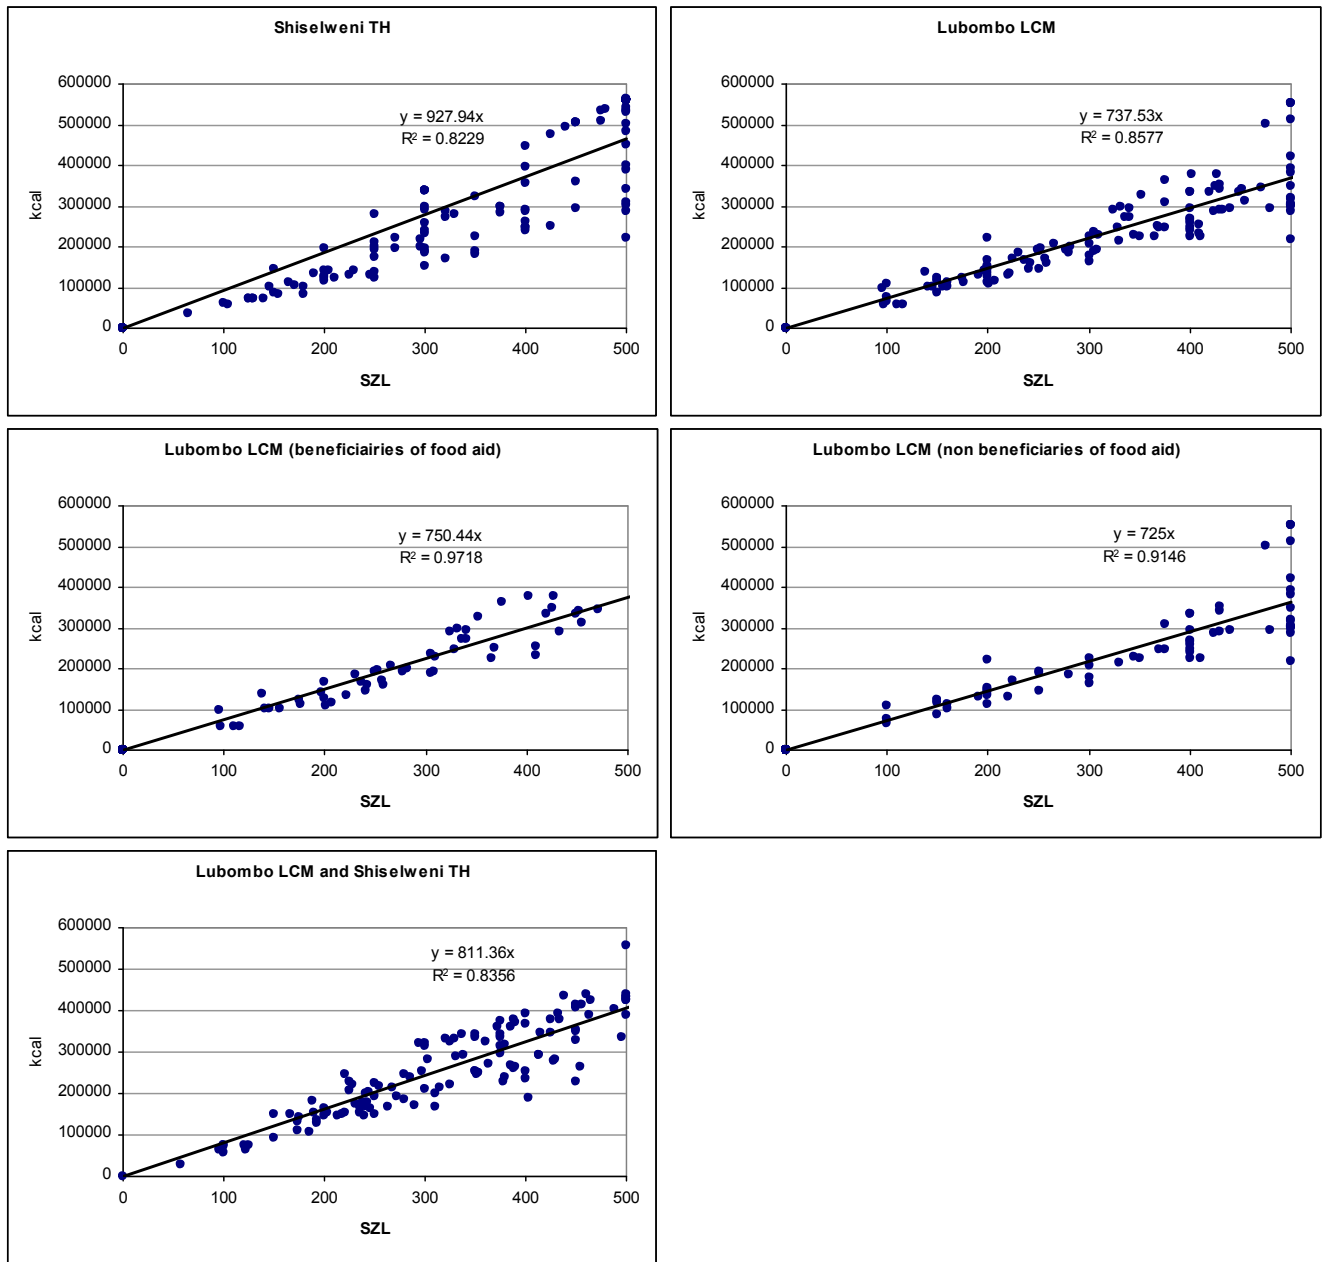 Shiselweni TH
600000
500000
400000
300000
200000
100000
0
kcal
y = 927.94x
R² = 0.8229
0 100 200 300 400 500
SZL
Lubombo LCM
600000
500000
400000
300000
200000
100000
0
kcal
y = 737.53x
R² = 0.8577
0 100 200 300 400 500
SZL
Lubombo LCM (beneficiairies of food aid)
600000
500000
400000
300000
200000
100000
0
kcal
y = 750.44x
R² = 0.9718
0 100 200 300 400 500
SZL
Lubombo LCM (non beneficiaries of food aid)
600000
500000
400000
300000
200000
100000
0
kcal
y = 725x
R² = 0.9146
0 100 200 300 400 500
SZL
Lubombo LCM and Shiselweni TH
600000
500000
400000
300000
200000
100000
0
kcal
y = 811.36x
R² = 0.8356
0 100 200 300 400 500
SZL